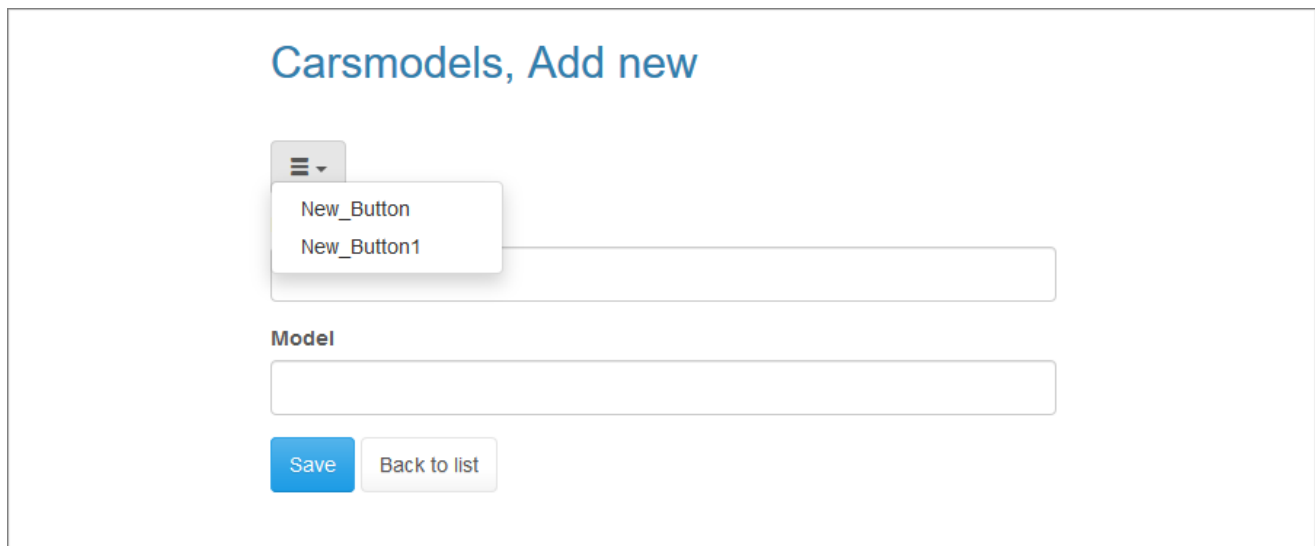 Carsmodels, Add new
New_Button
New_Button1
Model
Save Back to list